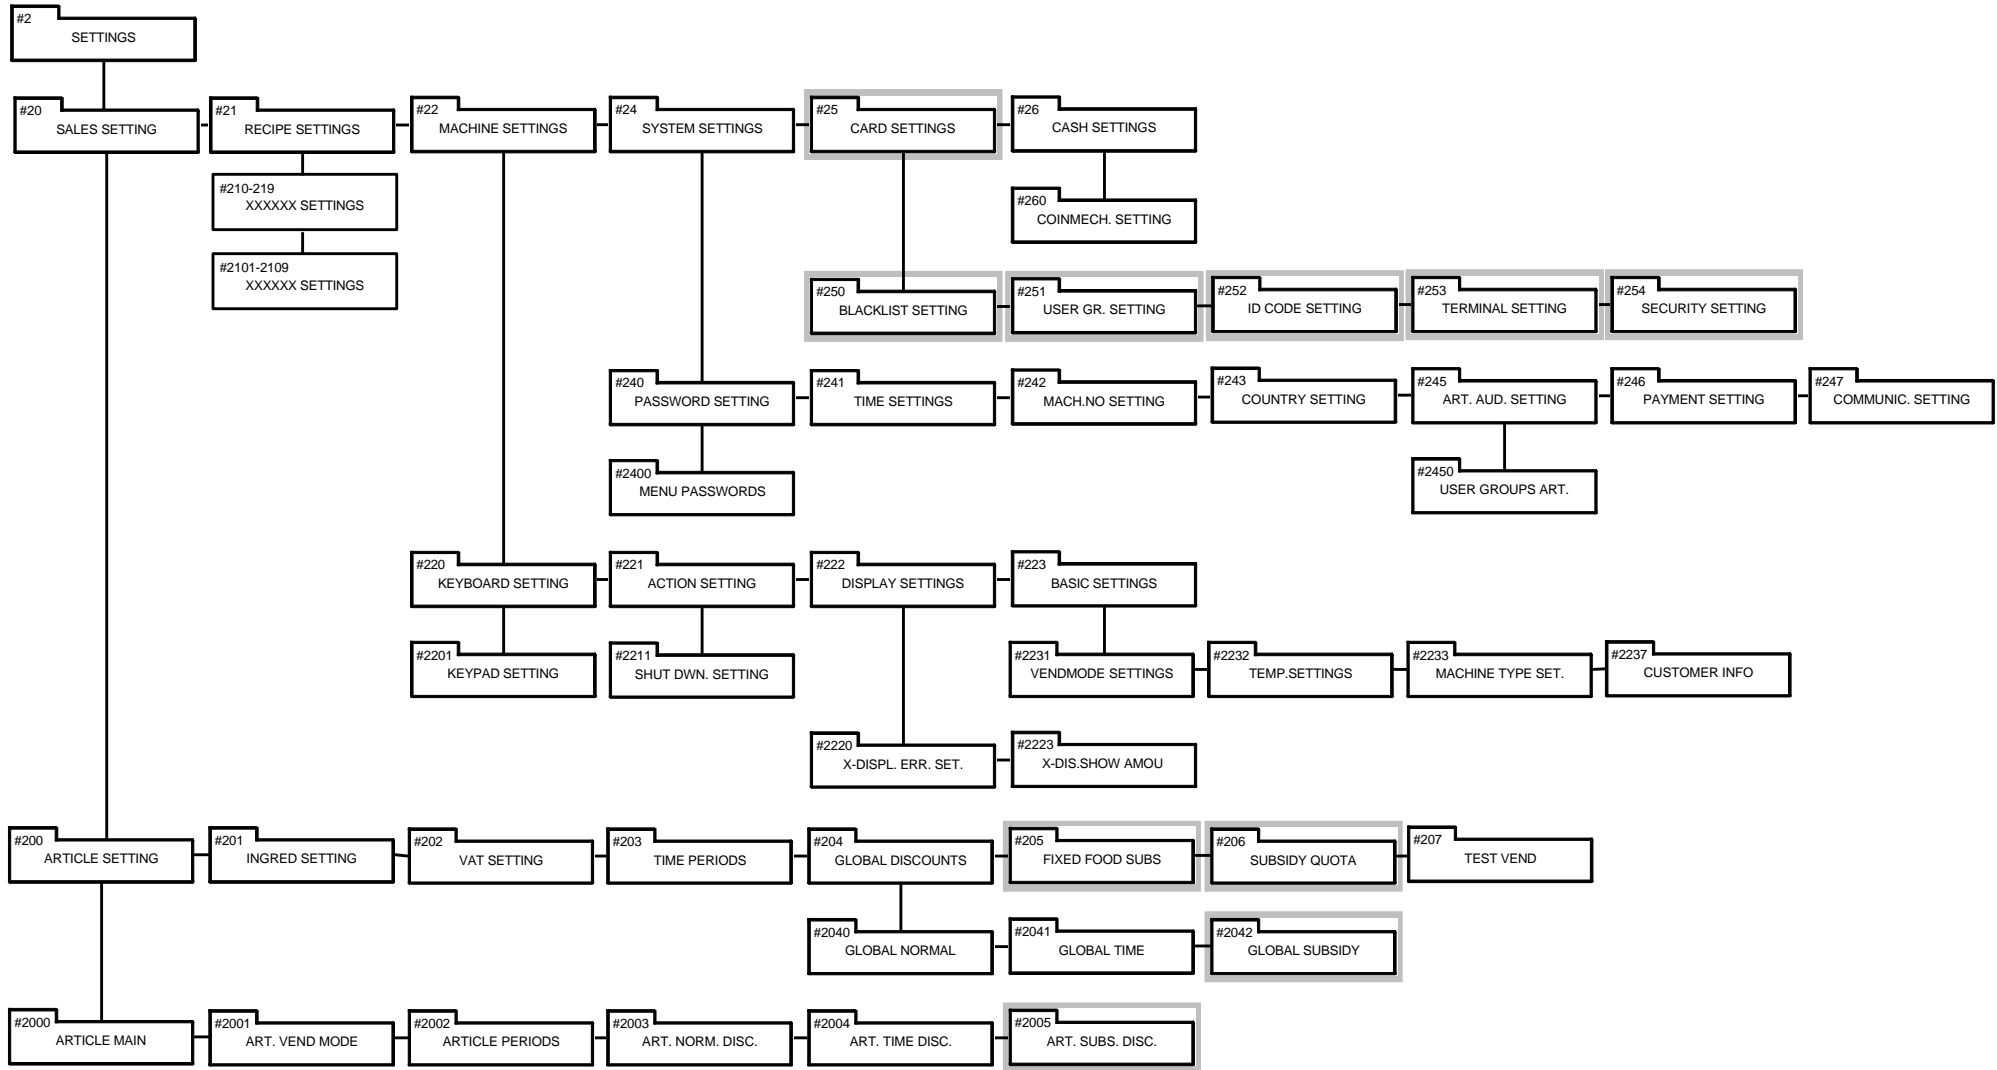 #2
SETTINGS
#20
SALES SETTING
#21
RECIPE SETTINGS
#22
MACHINE SETTINGS
#24
SYSTEM SETTINGS
#25
CARD SETTINGS
#26
CASH SETTINGS
#210-219
XXXXXX SETTINGS
#260
COINMECH. SETTING
#2101-2109
XXXXXX SETTINGS
#250
BLACKLIST SETTING
#251
USER GR. SETTING
#252
ID CODE SETTING
#253
TERMINAL SETTING
#254
SECURITY SETTING
#240
PASSWORD SETTING
#241
TIME SETTINGS
#242
MACH.NO SETTING
#243
COUNTRY SETTING
#245
ART. AUD. SETTING
#246
PAYMENT SETTING
#247
COMMUNIC. SETTING
#2400
MENU PASSWORDS
#2450
USER GROUPS ART.
#220
KEYBOARD SETTING
#221
ACTION SETTING
#222
DISPLAY SETTINGS
#223
BASIC SETTINGS
#2201
KEYPAD SETTING
#2211
SHUT DWN. SETTING
#2231
VENDMODE SETTINGS
#2232
TEMP.SETTINGS
#2233
MACHINE TYPE SET.
#2237
CUSTOMER INFO
#2220
X-DISPL. ERR. SET.
#2223
X-DIS.SHOW AMOU
#200
ARTICLE SETTING
#201
INGRED SETTING
#202
VAT SETTING
#203
TIME PERIODS
#204
GLOBAL DISCOUNTS
#205
FIXED FOOD SUBS
#206
SUBSIDY QUOTA
#207
TEST VEND
#2040
GLOBAL NORMAL
#2041
GLOBAL TIME
#2042
GLOBAL SUBSIDY
#2000
ARTICLE MAIN
#2001
ART. VEND MODE
#2002
ARTICLE PERIODS
#2003
ART. NORM. DISC.
#2004
ART. TIME DISC.
#2005
ART. SUBS. DISC.